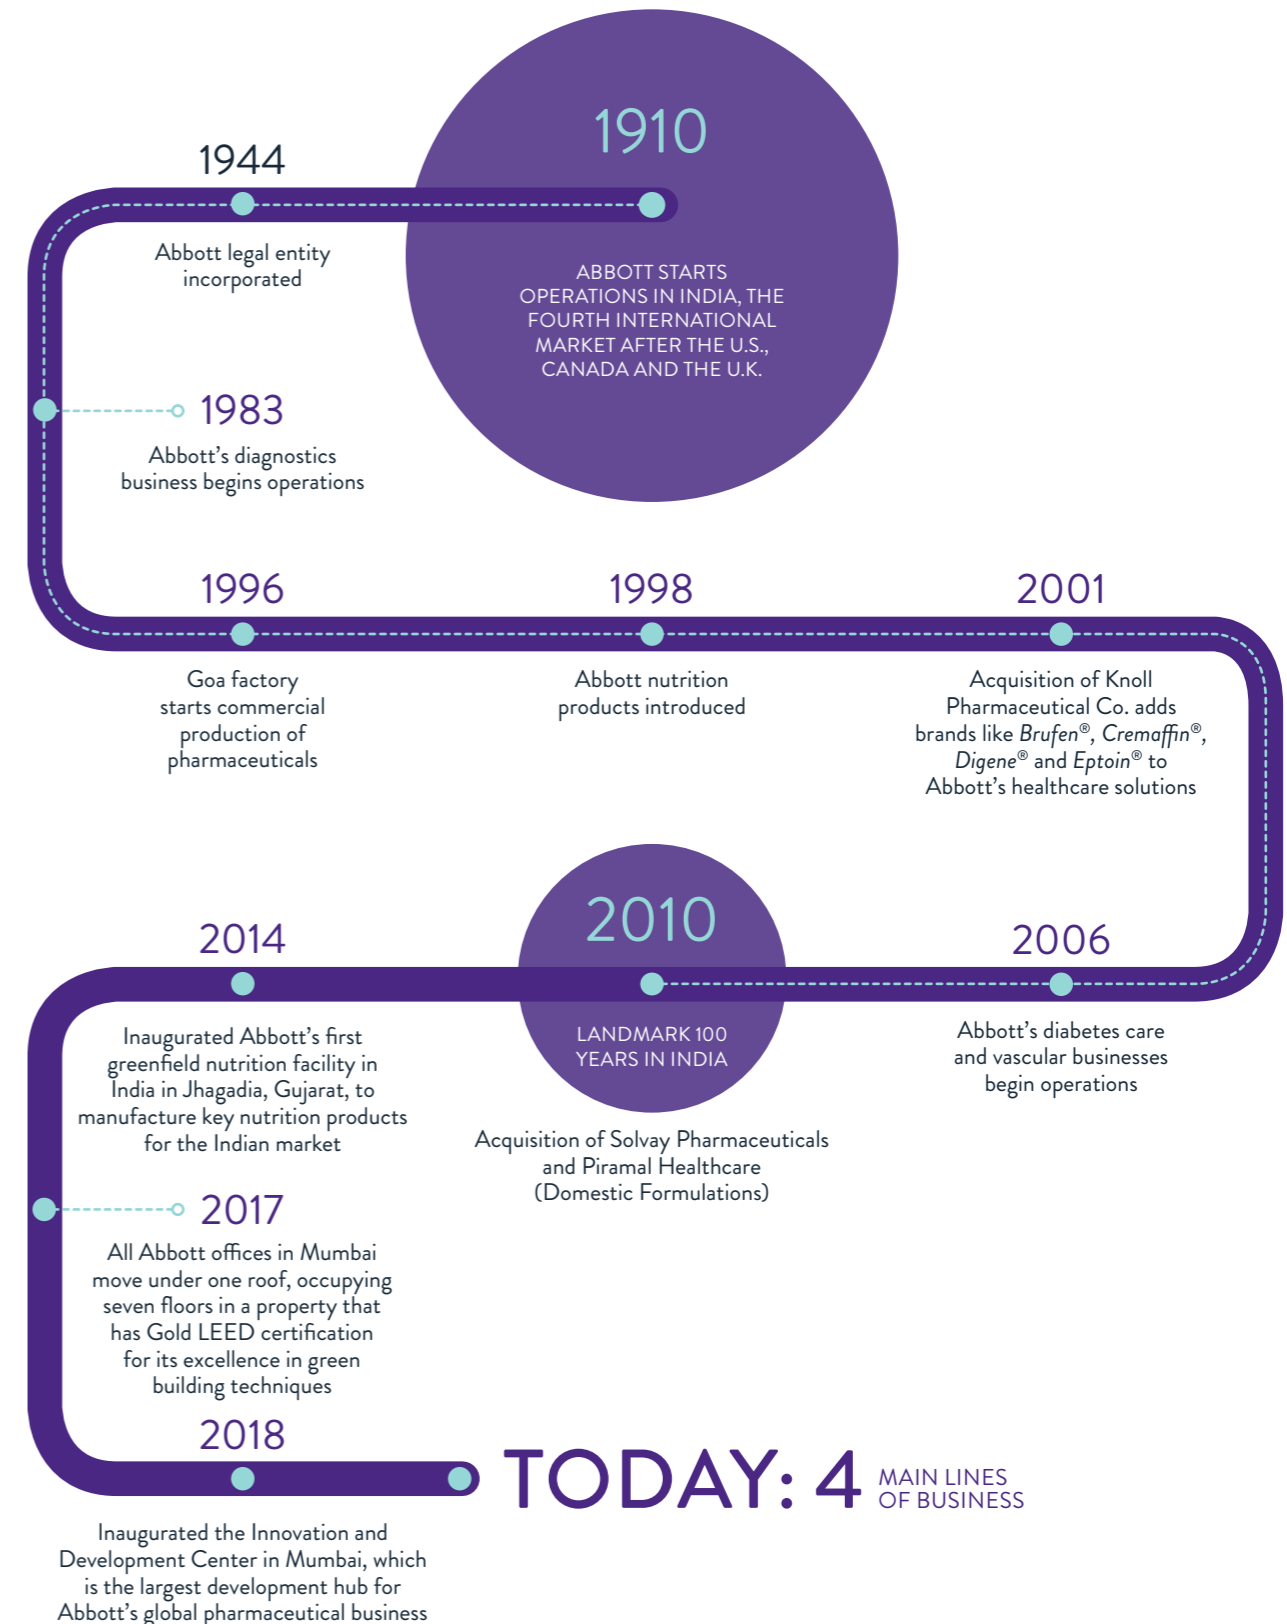 1910
ABBOTT STARTS
OPERATIONS IN INDIA, THE
FOURTH INTERNATIONAL
MARKET AFTER THE U.S.,
CANADA AND THE U.K.
1944
Abbott legal entity
incorporated
1983
Abbott’s diagnostics
business begins operations
1996
Goa factory
starts commercial
production of
pharmaceuticals
1998
Abbott nutrition
products introduced
2001
Acquisition of Knoll
Pharmaceutical Co. adds
brands like Brufen®, Cremaffin®,
Digene® and Eptoin® to
Abbott’s healthcare solutions
2006
Abbott’s diabetes care
and vascular businesses
begin operations
2010
LANDMARK 100
YEARS IN INDIA
Acquisition of Solvay Pharmaceuticals
and Piramal Healthcare
(Domestic Formulations)
2014
Inaugurated Abbott’s first
greenfield nutrition facility in
India in Jhagadia, Gujarat, to
manufacture key nutrition products
for the Indian market
2017
All Abbott offices in Mumbai
move under one roof, occupying
seven floors in a property that
has Gold LEED certification
for its excellence in green
building techniques
2018
Inaugurated the Innovation and
Development Center in Mumbai, which
is the largest development hub for
Abbott’s global pharmaceutical business
TODAY: 4 MAIN LINES
OF BUSINESS